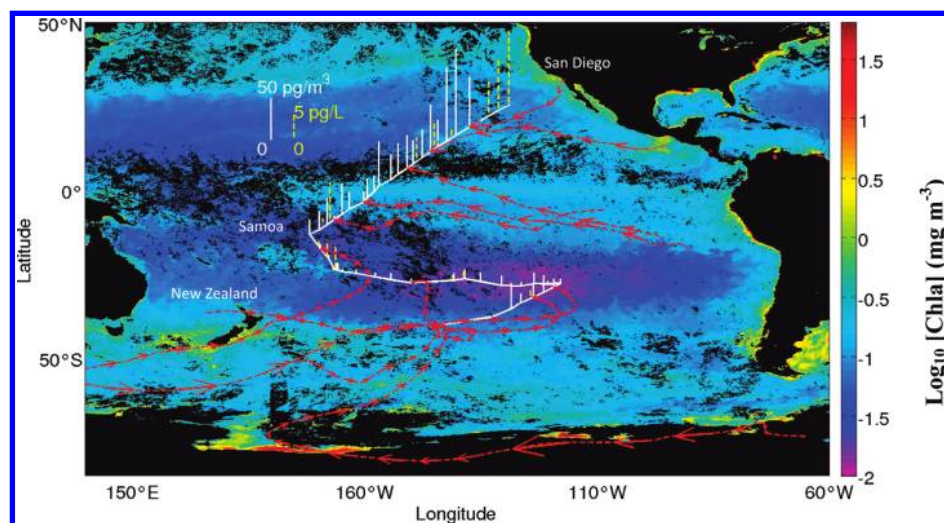 50°N
San Diego
50 pg/m3
5 pg/L
0
0
0°
Samoa
New Zealand
50°S
Latitude
150°E
160°W
110°W
60°W
Longitude
1.5
1
0.5
0
-0.5
-1
-1.5
-2
Log10 [Chla] (mg m-3)